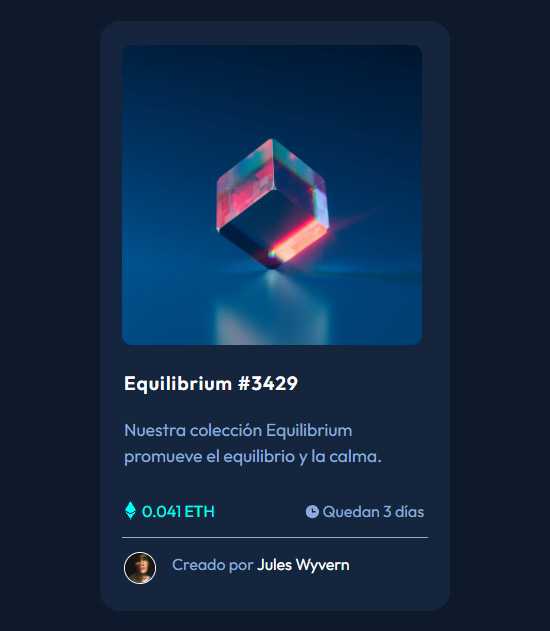 Equilibrium #3429
Nuestra colección Equilibrium
promueve el equilibrio y la calma.
0.041 ETH
Quedan 3 días
Creado por Jules Wyvern